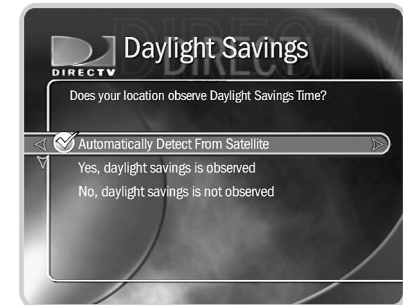 Daylight Savings
DIRECTV
Does your location observe Daylight Savings Time?
Automatically Detect From Satellite
Yes, daylight savings is observed
No, daylight savings is not observed